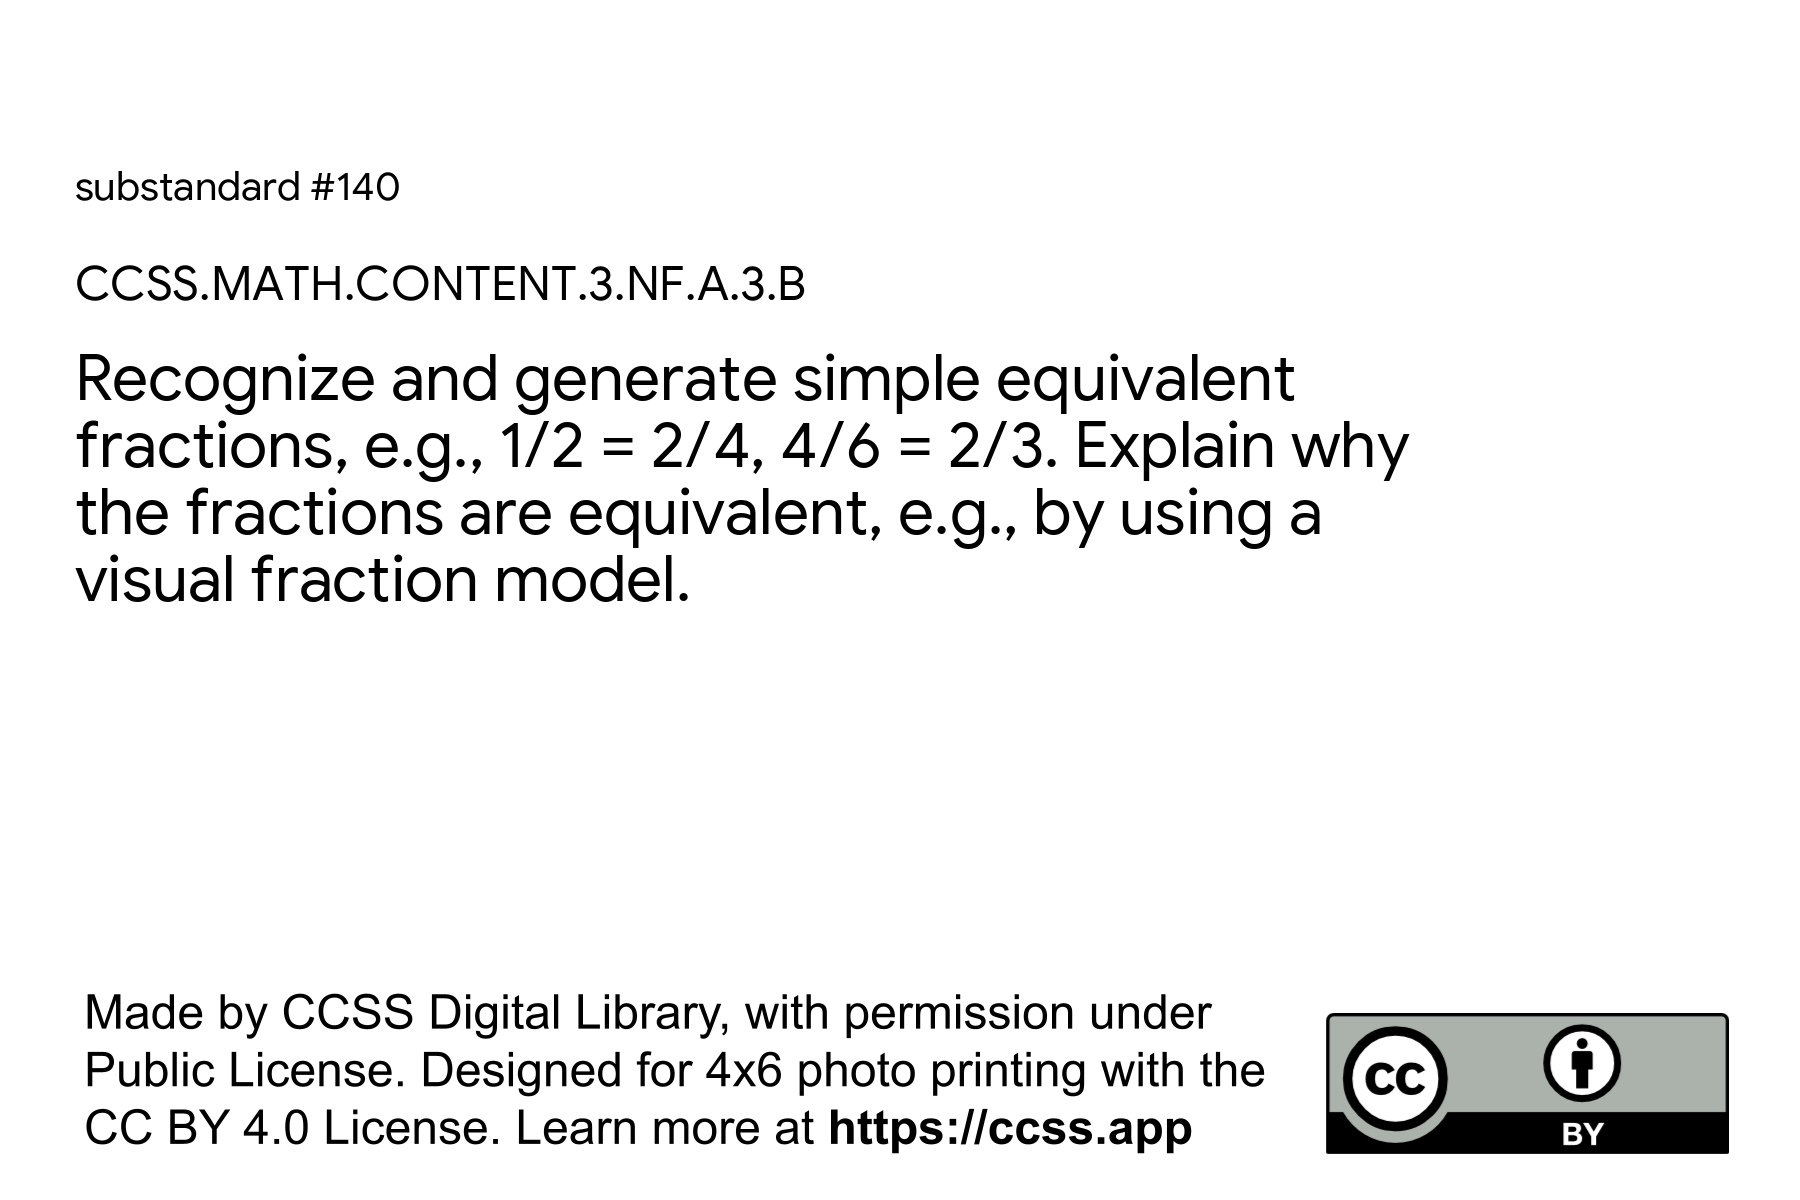 substandard #140
CCSS.MATH.CONTENT.3.NF.A.3.B
Recognize and generate simple equivalent
fractions, e.g., 1/2 = 2/4, 4/6 = 2/3. Explain why
the fractions are equivalent, e.g., by using a
visual fraction model.
Made by CCSS Digital Library, with permission under
Public License. Designed for 4x6 photo printing with the
CC BY 4.0 License. Learn more at https://ccss.app
CC
BY